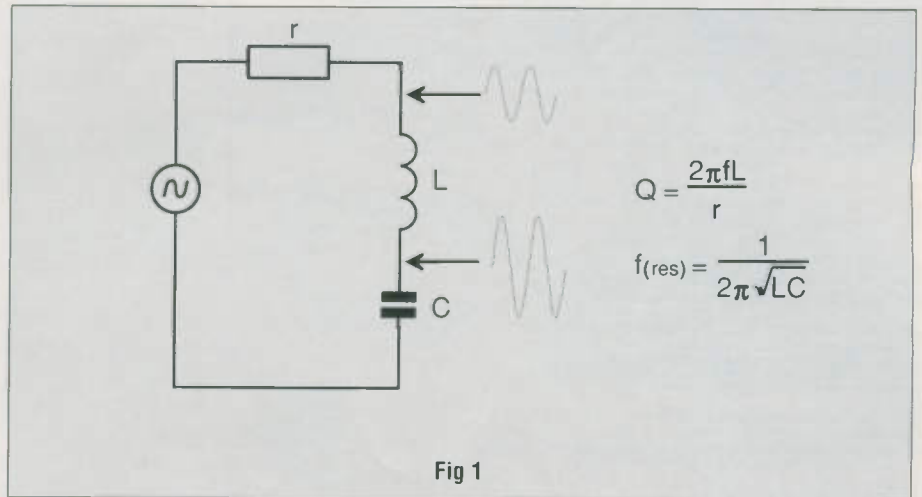 r
L
C
Q = 2πfL / r
f(res) = 1 / 2π √LC
Fig 1